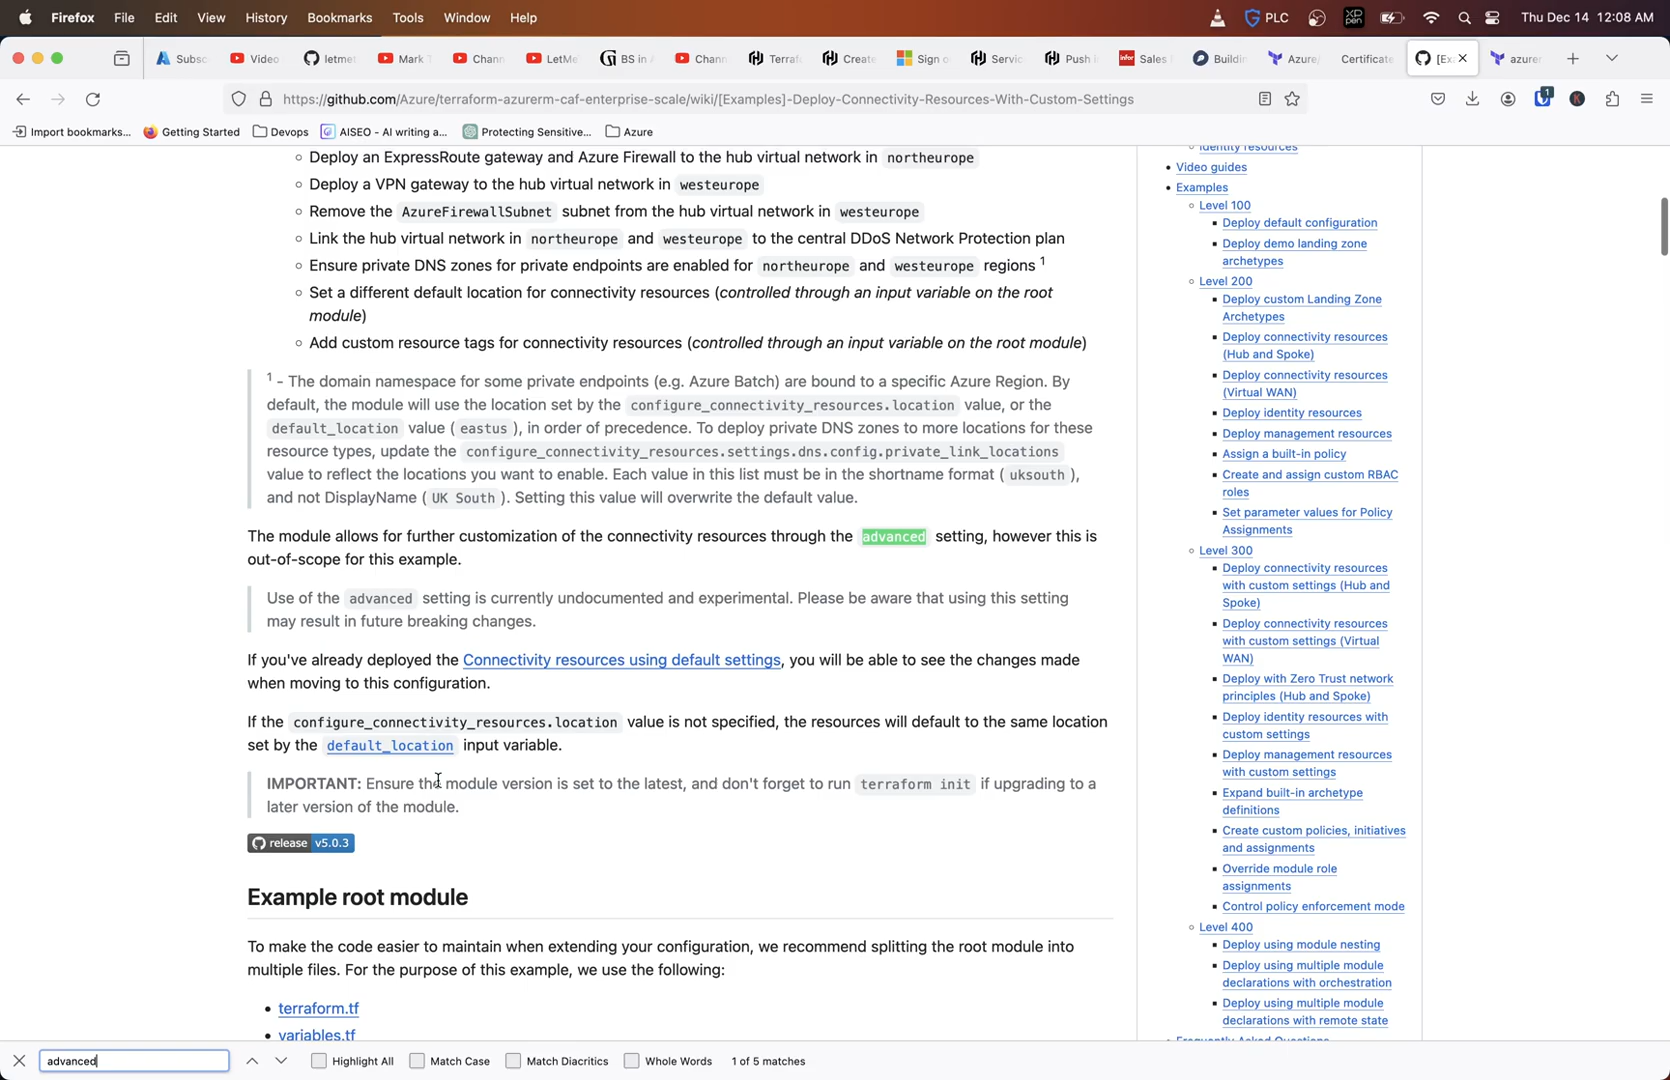 Firefox File Edit View History Bookmarks Tools Window Help PLC XP PEN Thu Dec 14 12:08 AM
Subsc Video letmet Mark T Chann LetMe BS in Chann Terraf Create Sign o Servic Push i infor Sales Buildin Azure/ Certificate [Ex azurer
https://github.com/Azure/terraform-azurerm-caf-enterprise-scale/wiki/[Examples]-Deploy-Connectivity-Resources-With-Custom-Settings 1 K
Import bookmarks... Getting Started Devops AISEO - AI writing a... Protecting Sensitive... Azure
Deploy an ExpressRoute gateway and Azure Firewall to the hub virtual network in northeurope
Deploy a VPN gateway to the hub virtual network in westeurope
Remove the AzureFirewallSubnet subnet from the hub virtual network in westeurope
Link the hub virtual network in northeurope and westeurope to the central DDoS Network Protection plan
Ensure private DNS zones for private endpoints are enabled for northeurope and westeurope regions 1
Set a different default location for connectivity resources (controlled through an input variable on the root
module)
Add custom resource tags for connectivity resources (controlled through an input variable on the root module)
1 - The domain namespace for some private endpoints (e.g. Azure Batch) are bound to a specific Azure Region. By
default, the module will use the location set by the configure_connectivity_resources.location value, or the
default_location value ( eastus ), in order of precedence. To deploy private DNS zones to more locations for these
resource types, update the configure_connectivity_resources.settings.dns.config.private_link_locations
value to reflect the locations you want to enable. Each value in this list must be in the shortname format ( uksouth ),
and not DisplayName ( UK South ). Setting this value will overwrite the default value.
The module allows for further customization of the connectivity resources through the advanced setting, however this is
out-of-scope for this example.
Use of the advanced setting is currently undocumented and experimental. Please be aware that using this setting
may result in future breaking changes.
If you've already deployed the Connectivity resources using default settings, you will be able to see the changes made
when moving to this configuration.
If the configure_connectivity_resources.location value is not specified, the resources will default to the same location
set by the default_location input variable.
IMPORTANT: Ensure the module version is set to the latest, and don't forget to run terraform init if upgrading to a
later version of the module.
release v5.0.3
Example root module
To make the code easier to maintain when extending your configuration, we recommend splitting the root module into
multiple files. For the purpose of this example, we use the following:
terraform.tf
variables.tf
Identity resources
Video guides
Examples
Level 100
Deploy default configuration
Deploy demo landing zone
archetypes
Level 200
Deploy custom Landing Zone
Archetypes
Deploy connectivity resources
(Hub and Spoke)
Deploy connectivity resources
(Virtual WAN)
Deploy identity resources
Deploy management resources
Assign a built-in policy
Create and assign custom RBAC
roles
Set parameter values for Policy
Assignments
Level 300
Deploy connectivity resources
with custom settings (Hub and
Spoke)
Deploy connectivity resources
with custom settings (Virtual
WAN)
Deploy with Zero Trust network
principles (Hub and Spoke)
Deploy identity resources with
custom settings
Deploy management resources
with custom settings
Expand built-in archetype
definitions
Create custom policies, initiatives
and assignments
Override module role
assignments
Control policy enforcement mode
Level 400
Deploy using module nesting
Deploy using multiple module
declarations with orchestration
Deploy using multiple module
declarations with remote state
Frequently Asked Questions
advanced Highlight All Match Case Match Diacritics Whole Words 1 of 5 matches